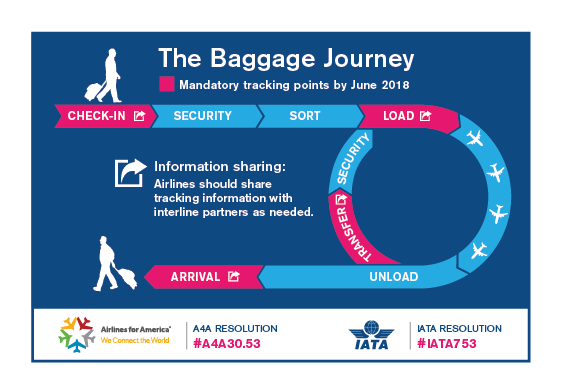 The Baggage Journey
Mandatory tracking points by June 2018
CHECK-IN
SECURITY
SORT
LOAD
SECURITY
TRANSFER
Information sharing:
Airlines should share
tracking information with
interline partners as needed.
ARRIVAL
UNLOAD
Airlines for America®
We Connect the World
A4A RESOLUTION
#A4A30.53
IATA
IATA RESOLUTION
#IATA753